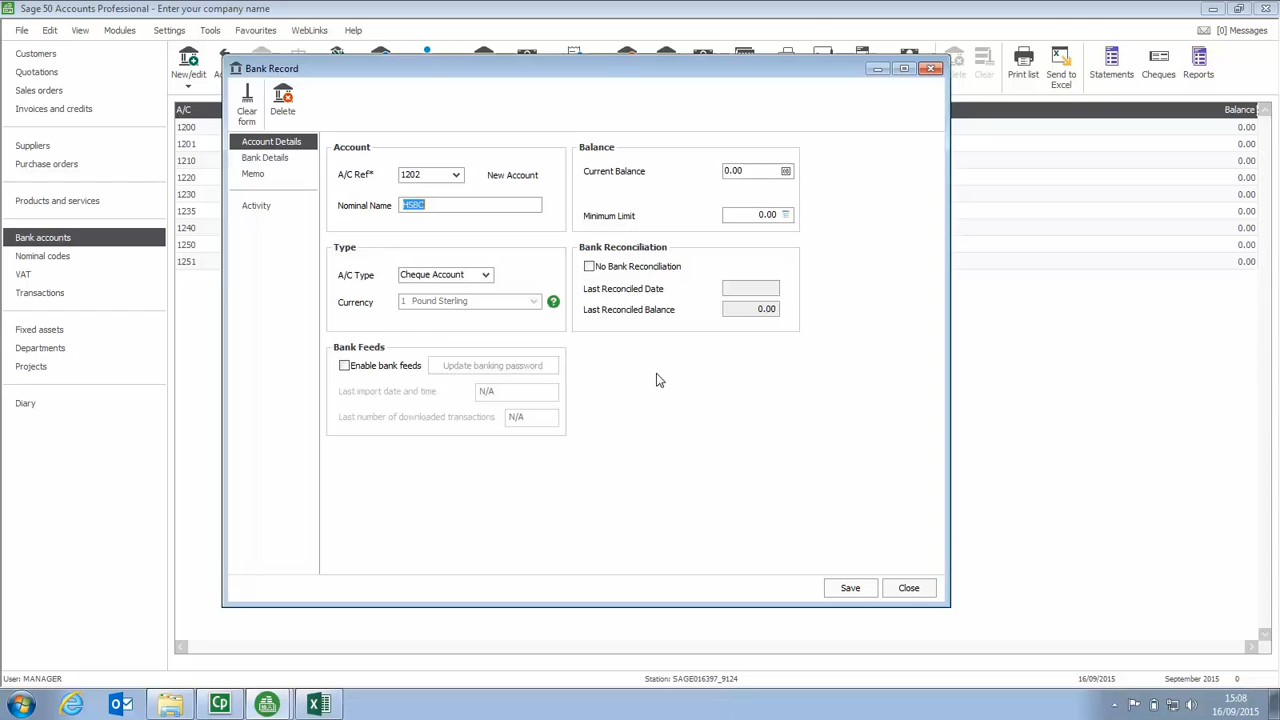 Sage 50 Accounts Professional - Enter your company name
File Edit View Modules Settings Tools Favourites WebLinks Help
[0] Messages
New/edit
Clear
Print list
Send to
Excel
Statements
Cheques
Reports
Customers
Quotations
Sales orders
Invoices and credits
Suppliers
Purchase orders
Products and services
Bank accounts
Nominal codes
VAT
Transactions
Fixed assets
Departments
Projects
Diary
A/C
Balance
1200
0.00
1201
0.00
1210
0.00
1220
0.00
1230
0.00
1235
0.00
1240
0.00
1250
0.00
1251
0.00
Bank Record
Clear
form
Delete
Account Details
Bank Details
Memo
Activity
Account
A/C Ref*
1202
New Account
Nominal Name
HSBC
Balance
Current Balance
0.00
Minimum Limit
0.00
Type
A/C Type
Cheque Account
Currency
1 Pound Sterling
Bank Reconciliation
No Bank Reconciliation
Last Reconciled Date
Last Reconciled Balance
0.00
Bank Feeds
Enable bank feeds
Update banking password
Last import date and time
N/A
Last number of downloaded transactions
N/A
Save
Close
User: MANAGER
Station: SAGE016397_9124
16/09/2015
September 2015
0
15:08
16/09/2015